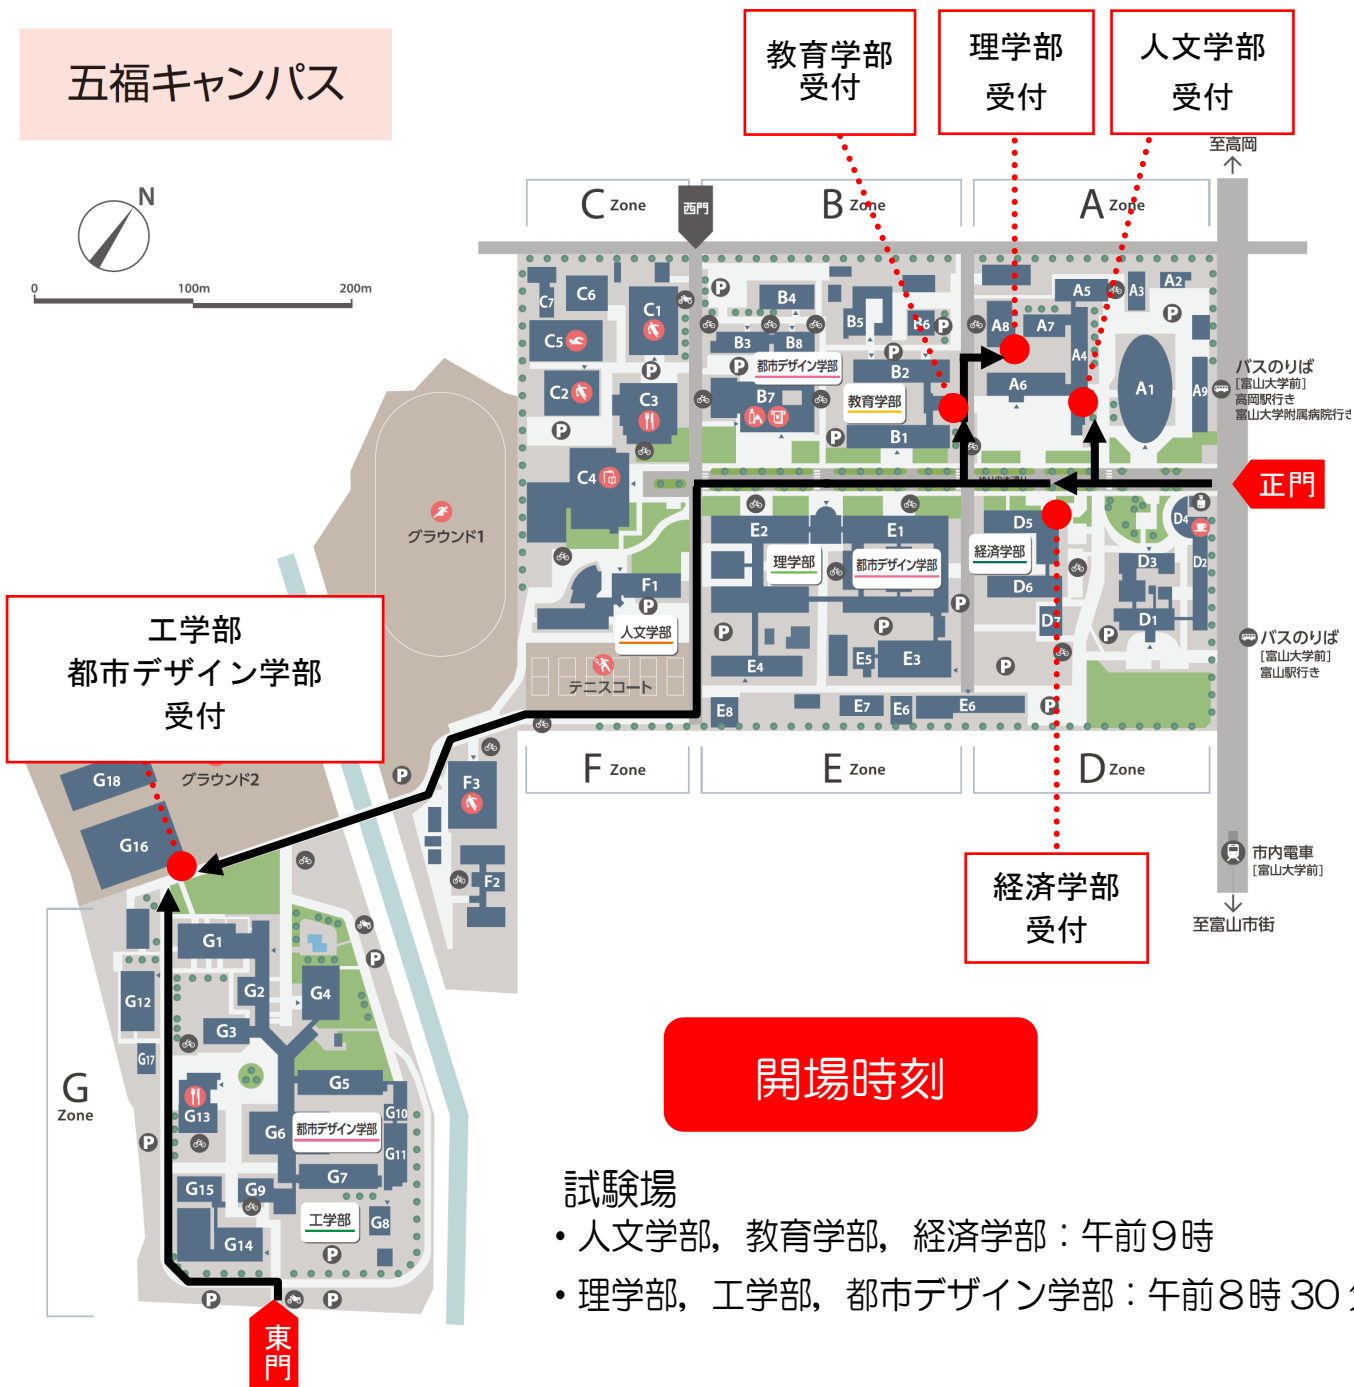 五福キャンパス
教育学部
受付
理学部
受付
人文学部
受付
至高岡
N
0
100m
200m
C Zone
西門
B Zone
A Zone
C7
C6
C1
C5
C2
C3
C4
B4
B5
B6
B3
B8
都市デザイン学部
B2
B7
教育学部
B1
A5
A3
A2
A8
A7
A4
A6
A1
A9
バスのりば
[富山大学前]
高岡駅行き
富山大学附属病院行き
正門
グラウンド1
E2
E1
理学部
都市デザイン学部
D5
経済学部
D6
D7
D4
D3
D2
D1
F1
人文学部
テニスコート
E4
E5
E3
E8
E7
E6
E6
バスのりば
[富山大学前]
富山駅行き
工学部
都市デザイン学部
受付
F Zone
E Zone
D Zone
G18
グラウンド2
F3
G16
F2
市内電車
[富山大学前]
至富山市街
経済学部
受付
G
Zone
G1
G2
G4
G12
G3
G17
G5
G13
G10
G6
都市デザイン学部
G11
G7
G15
G9
工学部
G8
G14
東門
開場時刻
試験場
・人文学部，教育学部，経済学部：午前9時
・理学部，工学部，都市デザイン学部：午前8時30